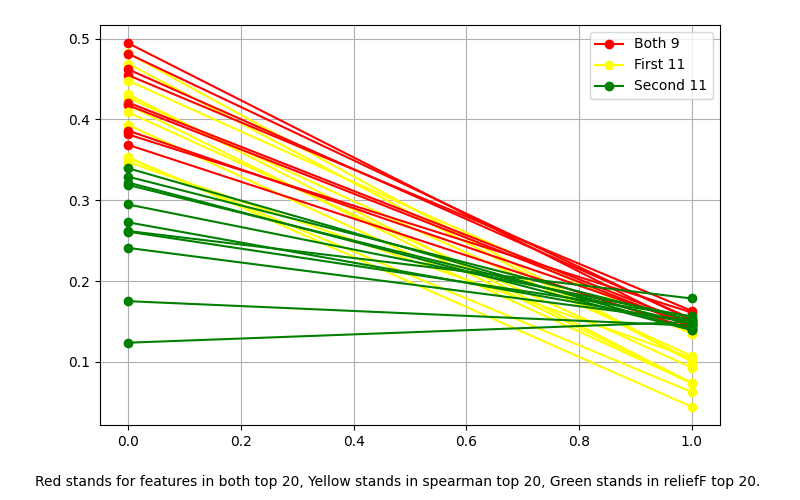 0.5
0.4
0.3
0.2
0.1
0.0 0.2 0.4 0.6 0.8 1.0
Both 9
First 11
Second 11
Red stands for features in both top 20, Yellow stands in spearman top 20, Green stands in reliefF top 20.